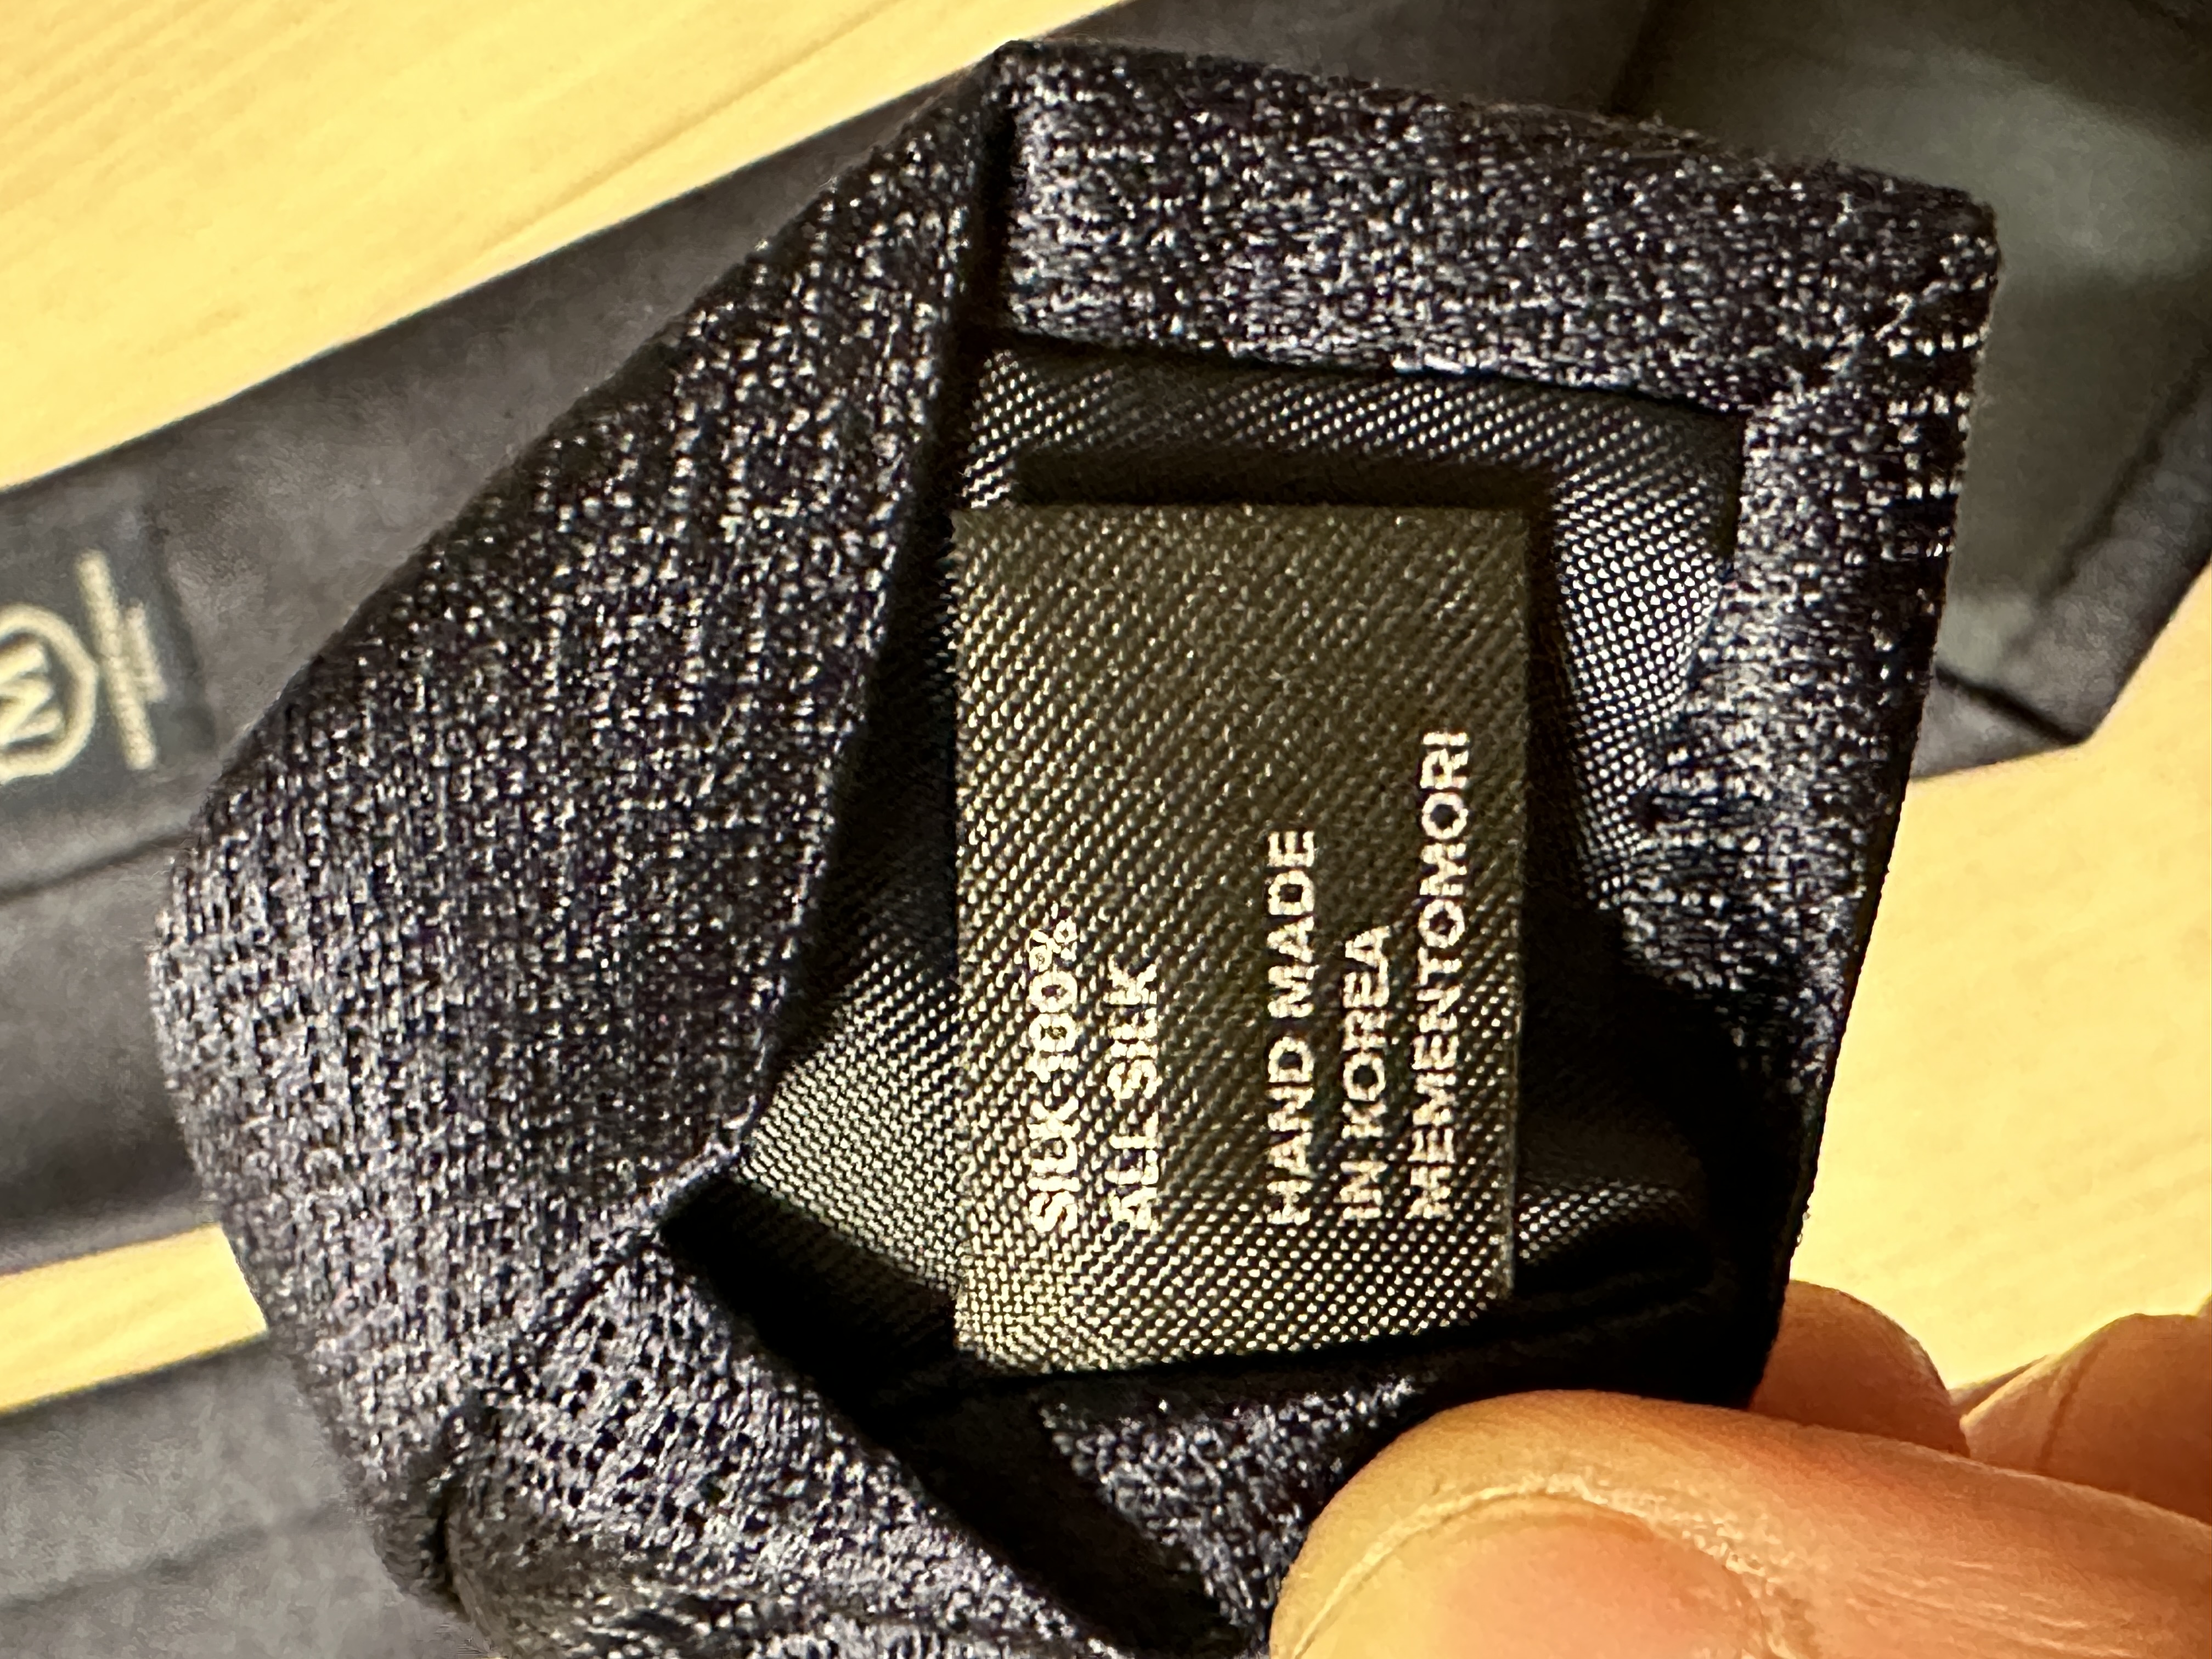 SILK 100%
ALL SILK
HAND MADE
IN KOREA
MEMENTOMORI
M